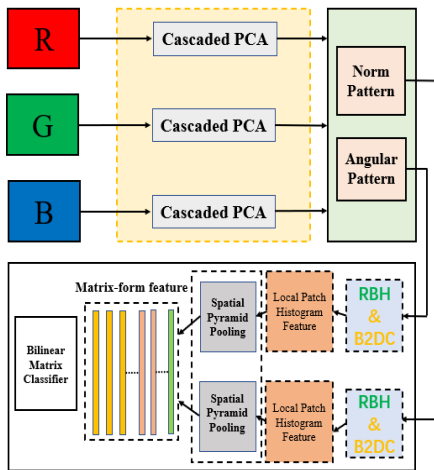 R
Cascaded PCA
G
Cascaded PCA
B
Cascaded PCA
Norm
Pattern
Angular
Pattern
Matrix-form feature
Bilinear
Matrix
Classifier
Spatial
Pyramid
Pooling
Local Patch
Histogram
Feature
RBH
&
B2DC
Spatial
Pyramid
Pooling
Local Patch
Histogram
Feature
RBH
&
B2DC